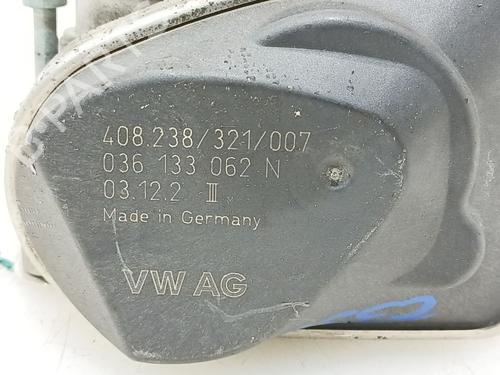 408.238/321/007
036 133 062 N
03.12.2 III
Made in Germany
VW AG